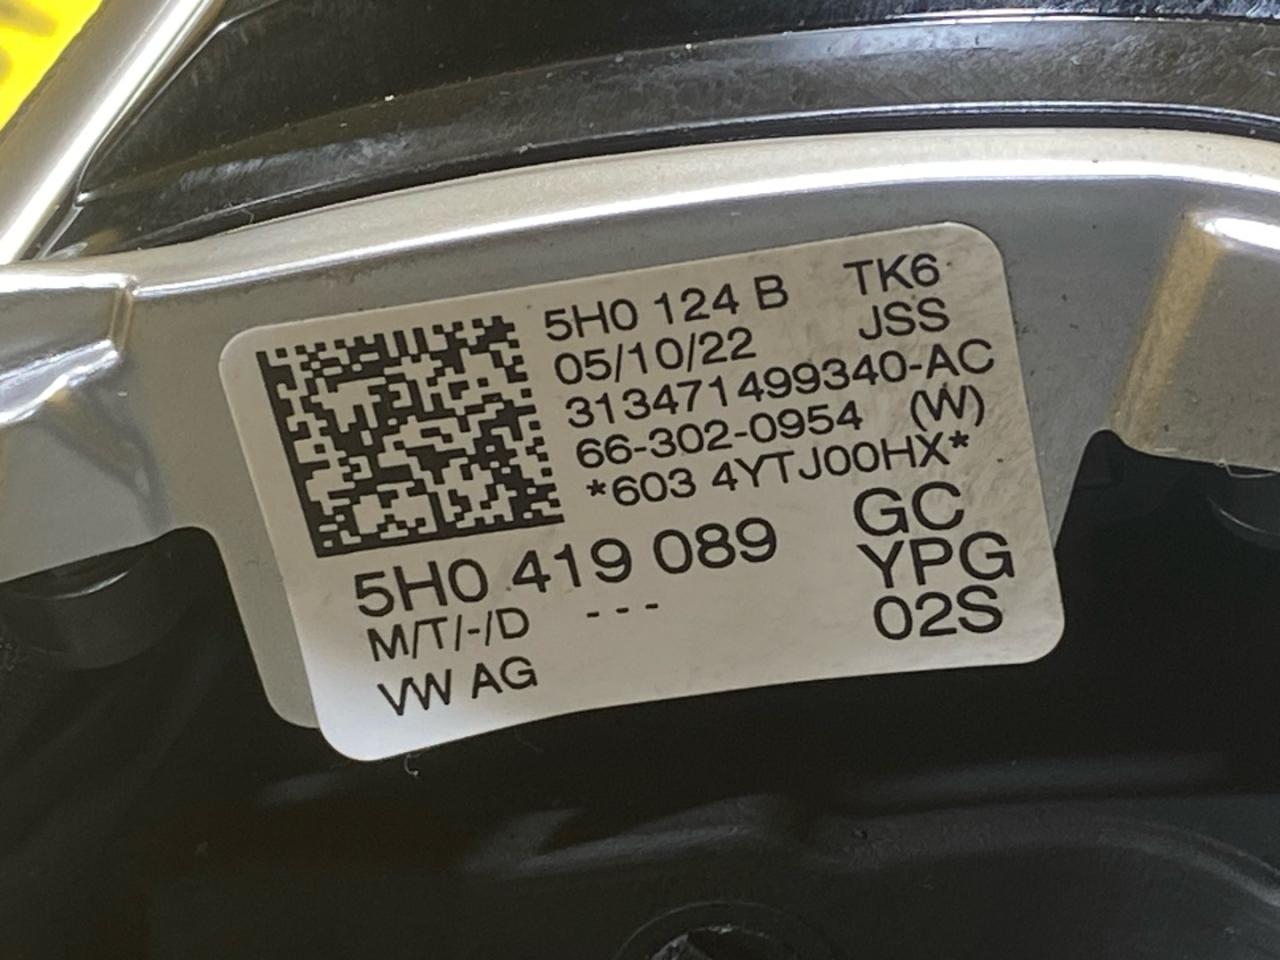 5H0 124 B TK6
05/10/22 JSS
313471499340-AC
66-302-0954 (W)
*603 4YTJ00HX*
5H0 419 089 GC
M/T/-/D --- YPG
VW AG 02S